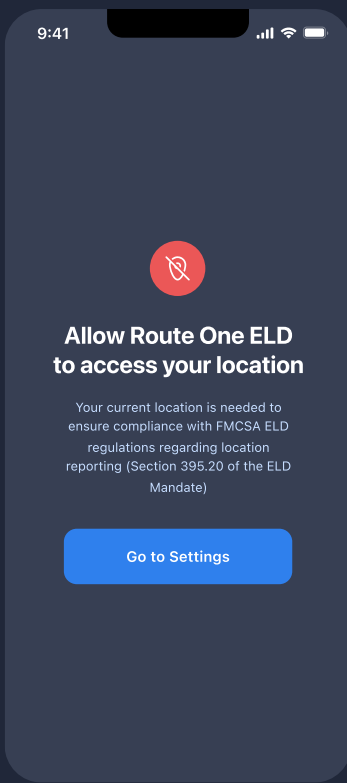 9:41
Allow Route One ELD
to access your location
Your current location is needed to
ensure compliance with FMCSA ELD
regulations regarding location
reporting (Section 395.20 of the ELD
Mandate)
Go to Settings